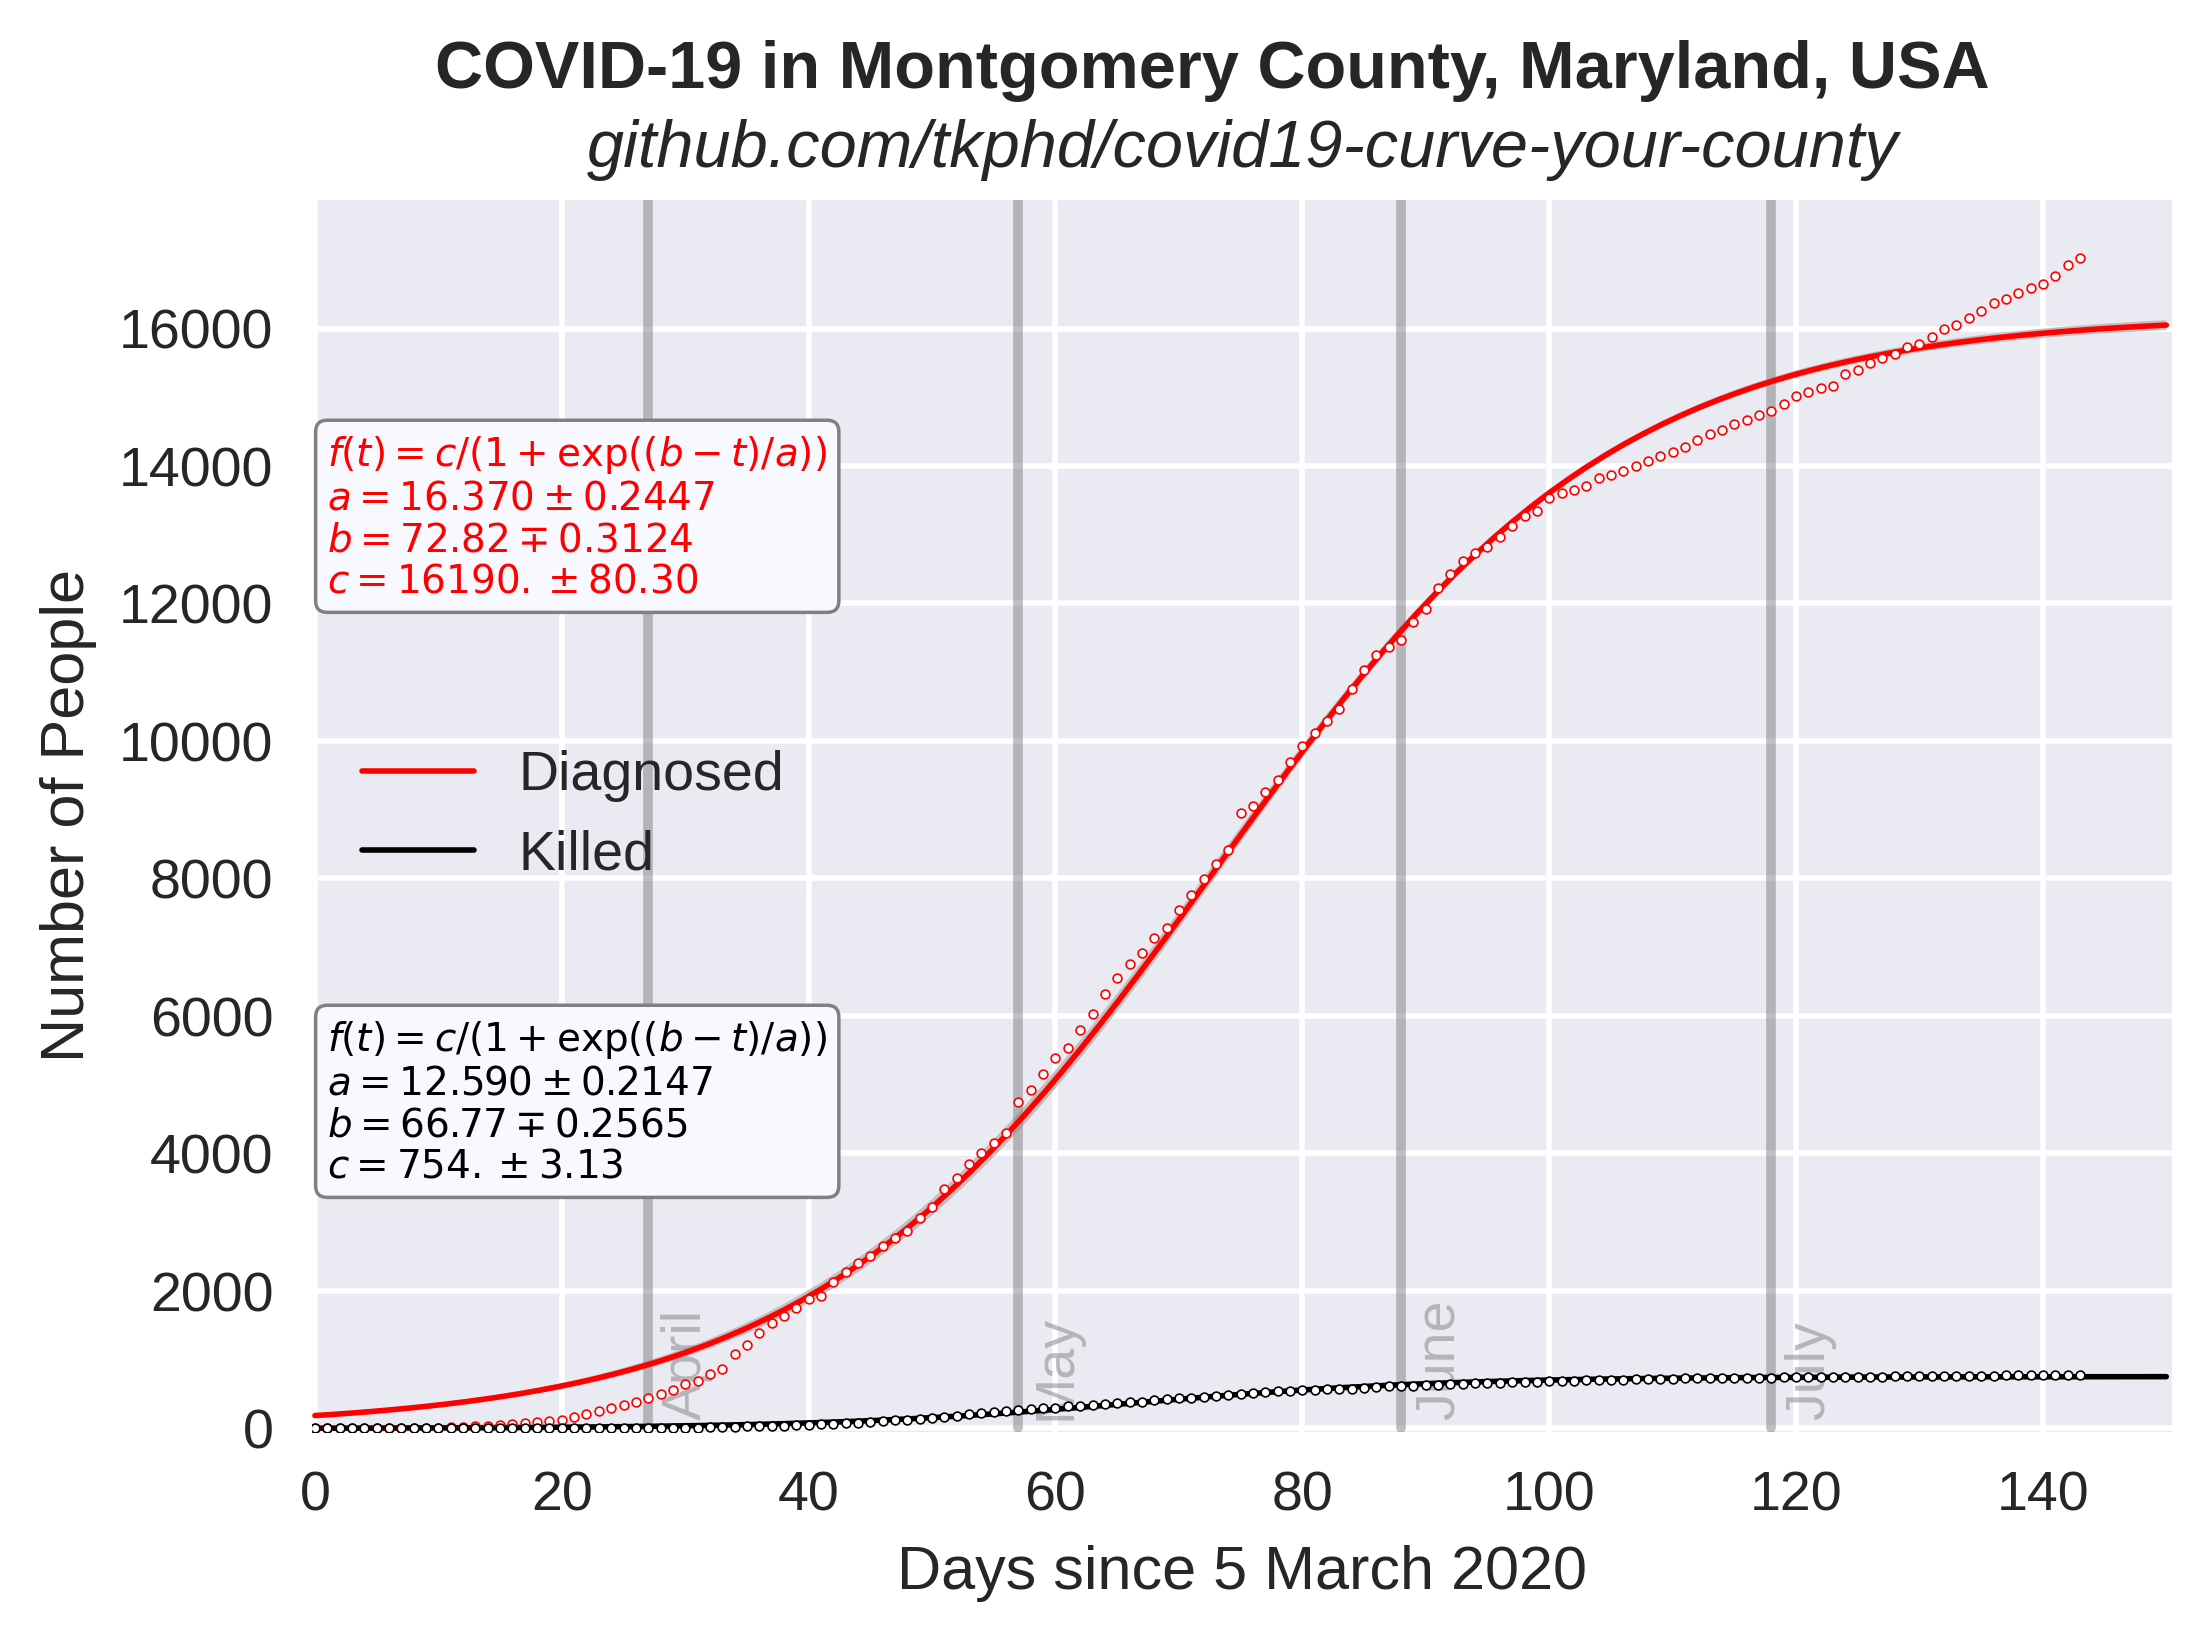 COVID-19 in Montgomery County, Maryland, USA
github.com/tkphd/covid19-curve-your-county
Number of People
16000
14000
12000
10000
8000
6000
4000
2000
0
f(t) = c/(1 + exp((b − t)/a))
a = 16.370 ± 0.2447
b = 72.82 ∓ 0.3124
c = 16190. ± 80.30
Diagnosed
Killed
f(t) = c/(1 + exp((b − t)/a))
a = 12.590 ± 0.2147
b = 66.77 ∓ 0.2565
c = 754. ± 3.13
April
May
June
July
0 20 40 60 80 100 120 140
Days since 5 March 2020